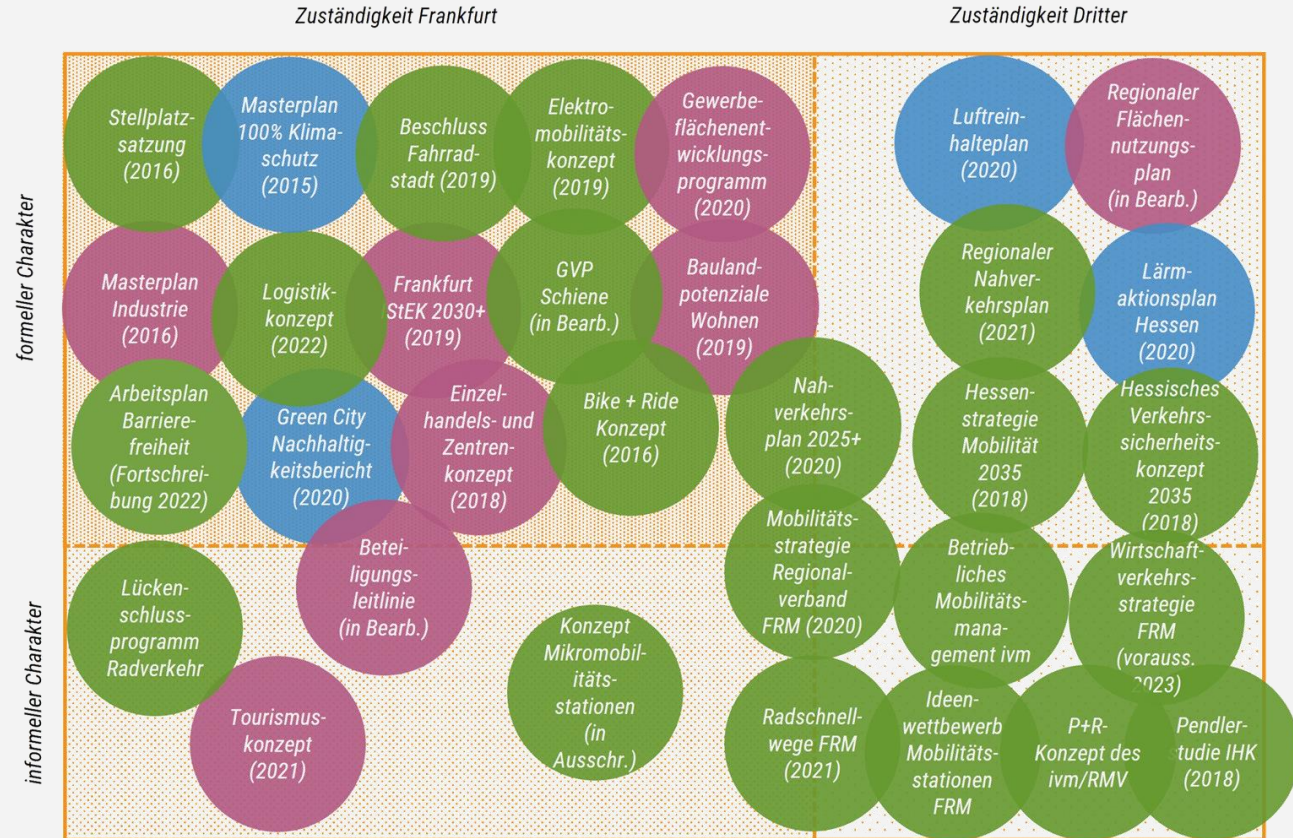 Zuständigkeit Frankfurt
Zuständigkeit Dritter
formeller Charakter
informeller Charakter
Stellplatz-
satzung
(2016)
Masterplan
100% Klima-
schutz
(2015)
Beschluss
Fahrrad-
stadt (2019)
Elektro-
mobilitäts-
konzept
(2019)
Gewerbe-
flächenent-
wicklungs-
programm
(2020)
Luftrein-
halteplan
(2020)
Regionaler
Flächen-
nutzungs-
plan
(in Bearb.)
Masterplan
Industrie
(2016)
Logistik-
konzept
(2022)
Frankfurt
StEK 2030+
(2019)
GVP
Schiene
(in Bearb.)
Bauland-
potenziale
Wohnen
(2019)
Regionaler
Nahver-
kehrsplan
(2021)
Lärm-
aktionsplan
Hessen
(2020)
Arbeitsplan
Barriere-
freiheit
(Fortschrei-
bung 2022)
Green City
Nachhaltig-
keitsbericht
(2020)
Einzel-
handels- und
Zentren-
konzept
(2018)
Bike + Ride
Konzept
(2016)
Nah-
verkehrs-
plan 2025+
(2020)
Hessen-
strategie
Mobilität
2035
(2018)
Hessisches
Verkehrs-
sicherheits-
konzept
2035
(2018)
Lücken-
schluss-
programm
Radverkehr
Betei-
ligungs-
leitlinie
(in Bearb.)
Konzept
Mikromobil-
itäts-
stationen
(in
Ausschr.)
Mobilitäts-
strategie
Regional-
verband
FRM (2020)
Betrieb-
liches
Mobilitäts-
mana-
gement ivm
Wirtschaft-
verkehrs-
strategie
FRM
(vorauss.
2023)
Tourismus-
konzept
(2021)
Radschnell-
wege FRM
(2021)
Ideen-
wettbewerb
Mobilitäts-
stationen
FRM
P+R-
Konzept des
ivm/RMV
Pendler-
studie IHK
(2018)